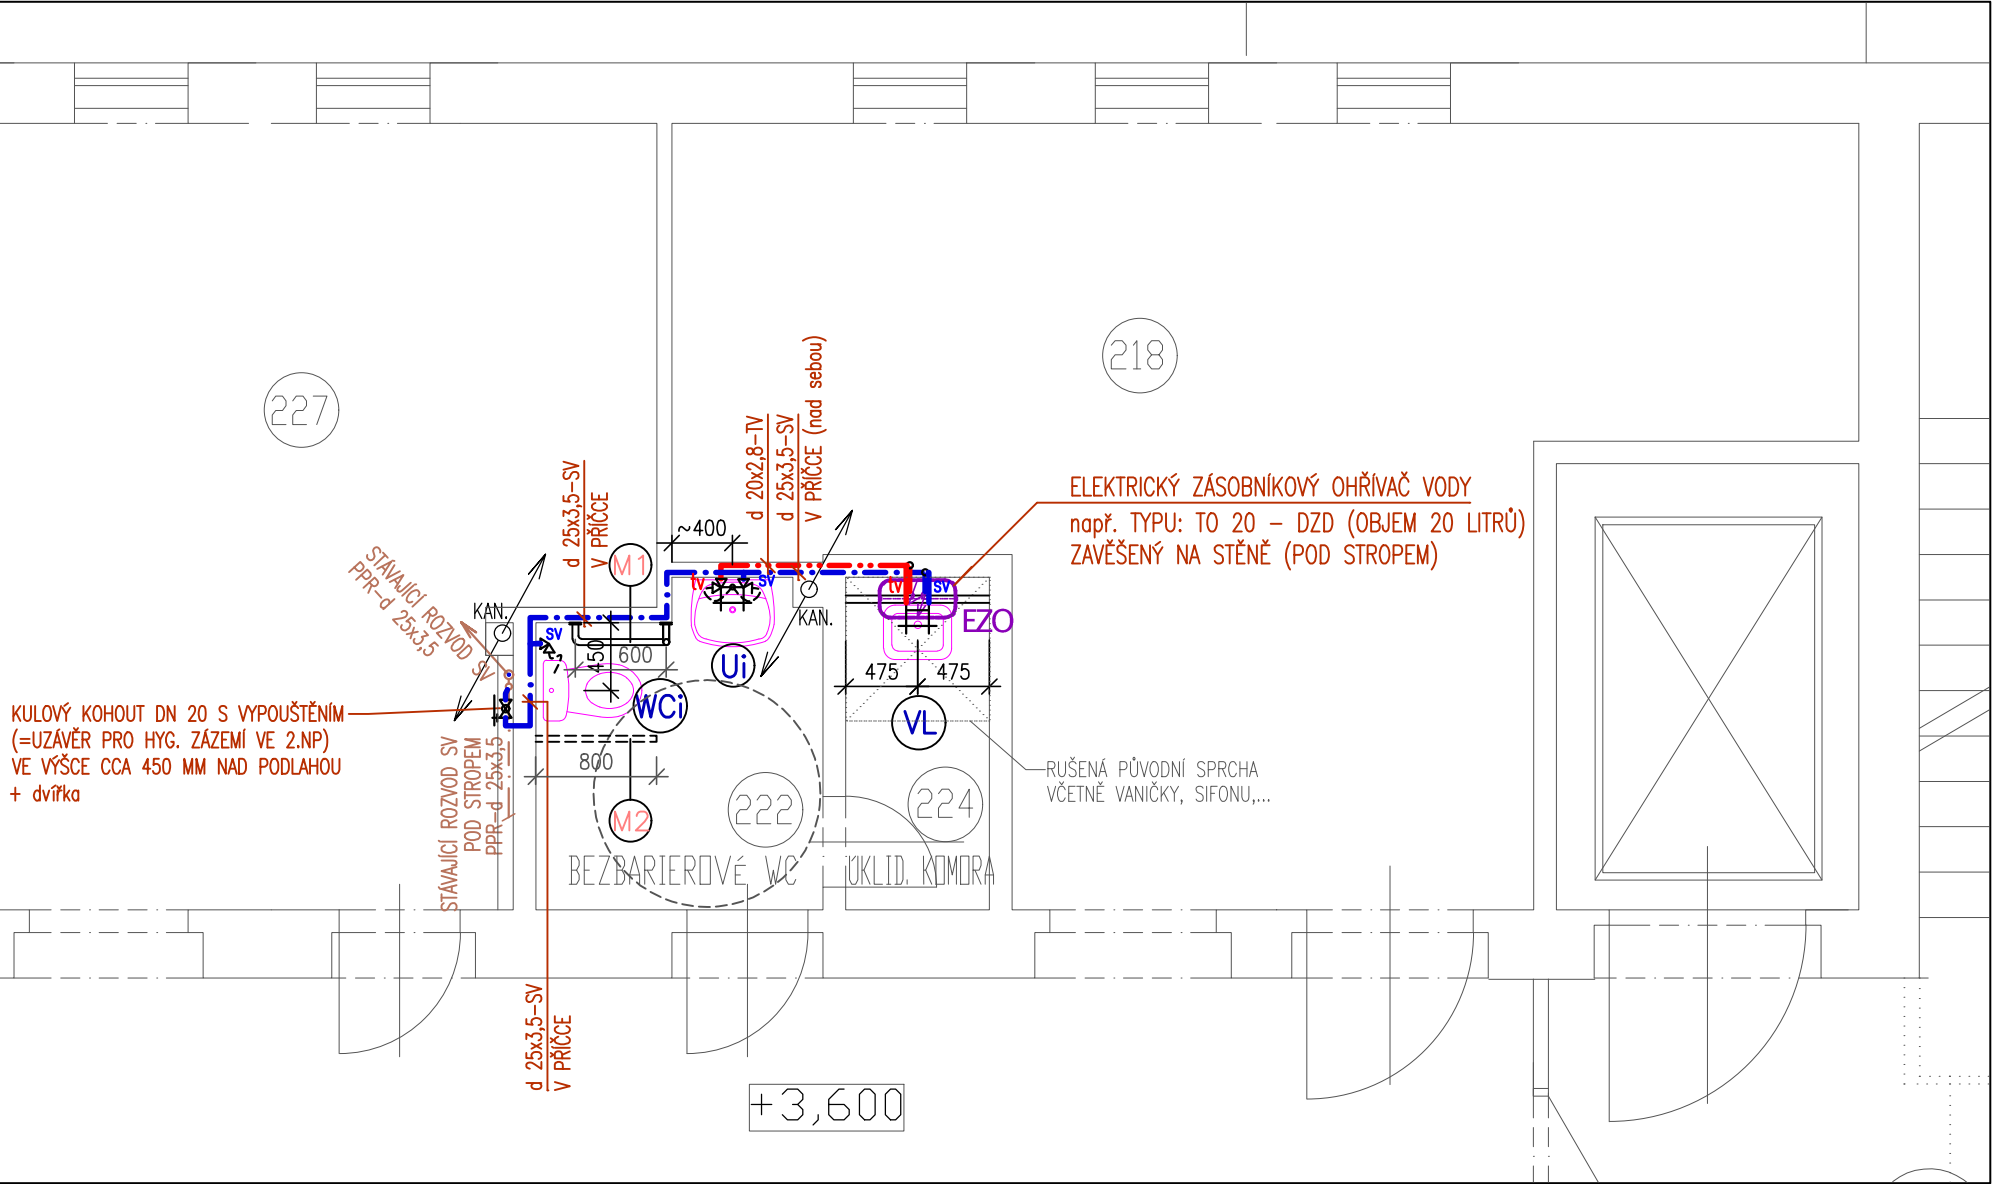 227
218
STÁVAJÍCÍ ROZVOD SV
PPR-d 25x3,5
KAN.
d 25x3,5-SV
V PŘÍČCE
M1
~400
d 20x2,8-TV
d 25x3,5-SV
V PŘÍČCE (nad sebou)
ELEKTRICKÝ ZÁSOBNÍKOVÝ OHŘÍVAČ VODY
např. TYPU: TO 20 – DZD (OBJEM 20 LITRŮ)
ZAVĚŠENÝ NA STĚNĚ (POD STROPEM)
tv
sv
tv
sv
KAN.
EZO
sv
450
600
Ui
475
475
WCi
VL
KULOVÝ KOHOUT DN 20 S VYPOUŠTĚNÍM
(=UZÁVĚR PRO HYG. ZÁZEMÍ VE 2.NP)
VE VÝŠCE CCA 450 MM NAD PODLAHOU
+ dvířka
STÁVAJÍCÍ ROZVOD SV
POD STROPEM
PPR-d 25x3,5
800
M2
222
224
RUŠENÁ PŮVODNÍ SPRCHA
VČETNĚ VANIČKY, SIFONU,...
BEZBARIEROVÉ WC
ÚKLID. KOMORA
d 25x3,5-SV
V PŘÍČCE
+3,600